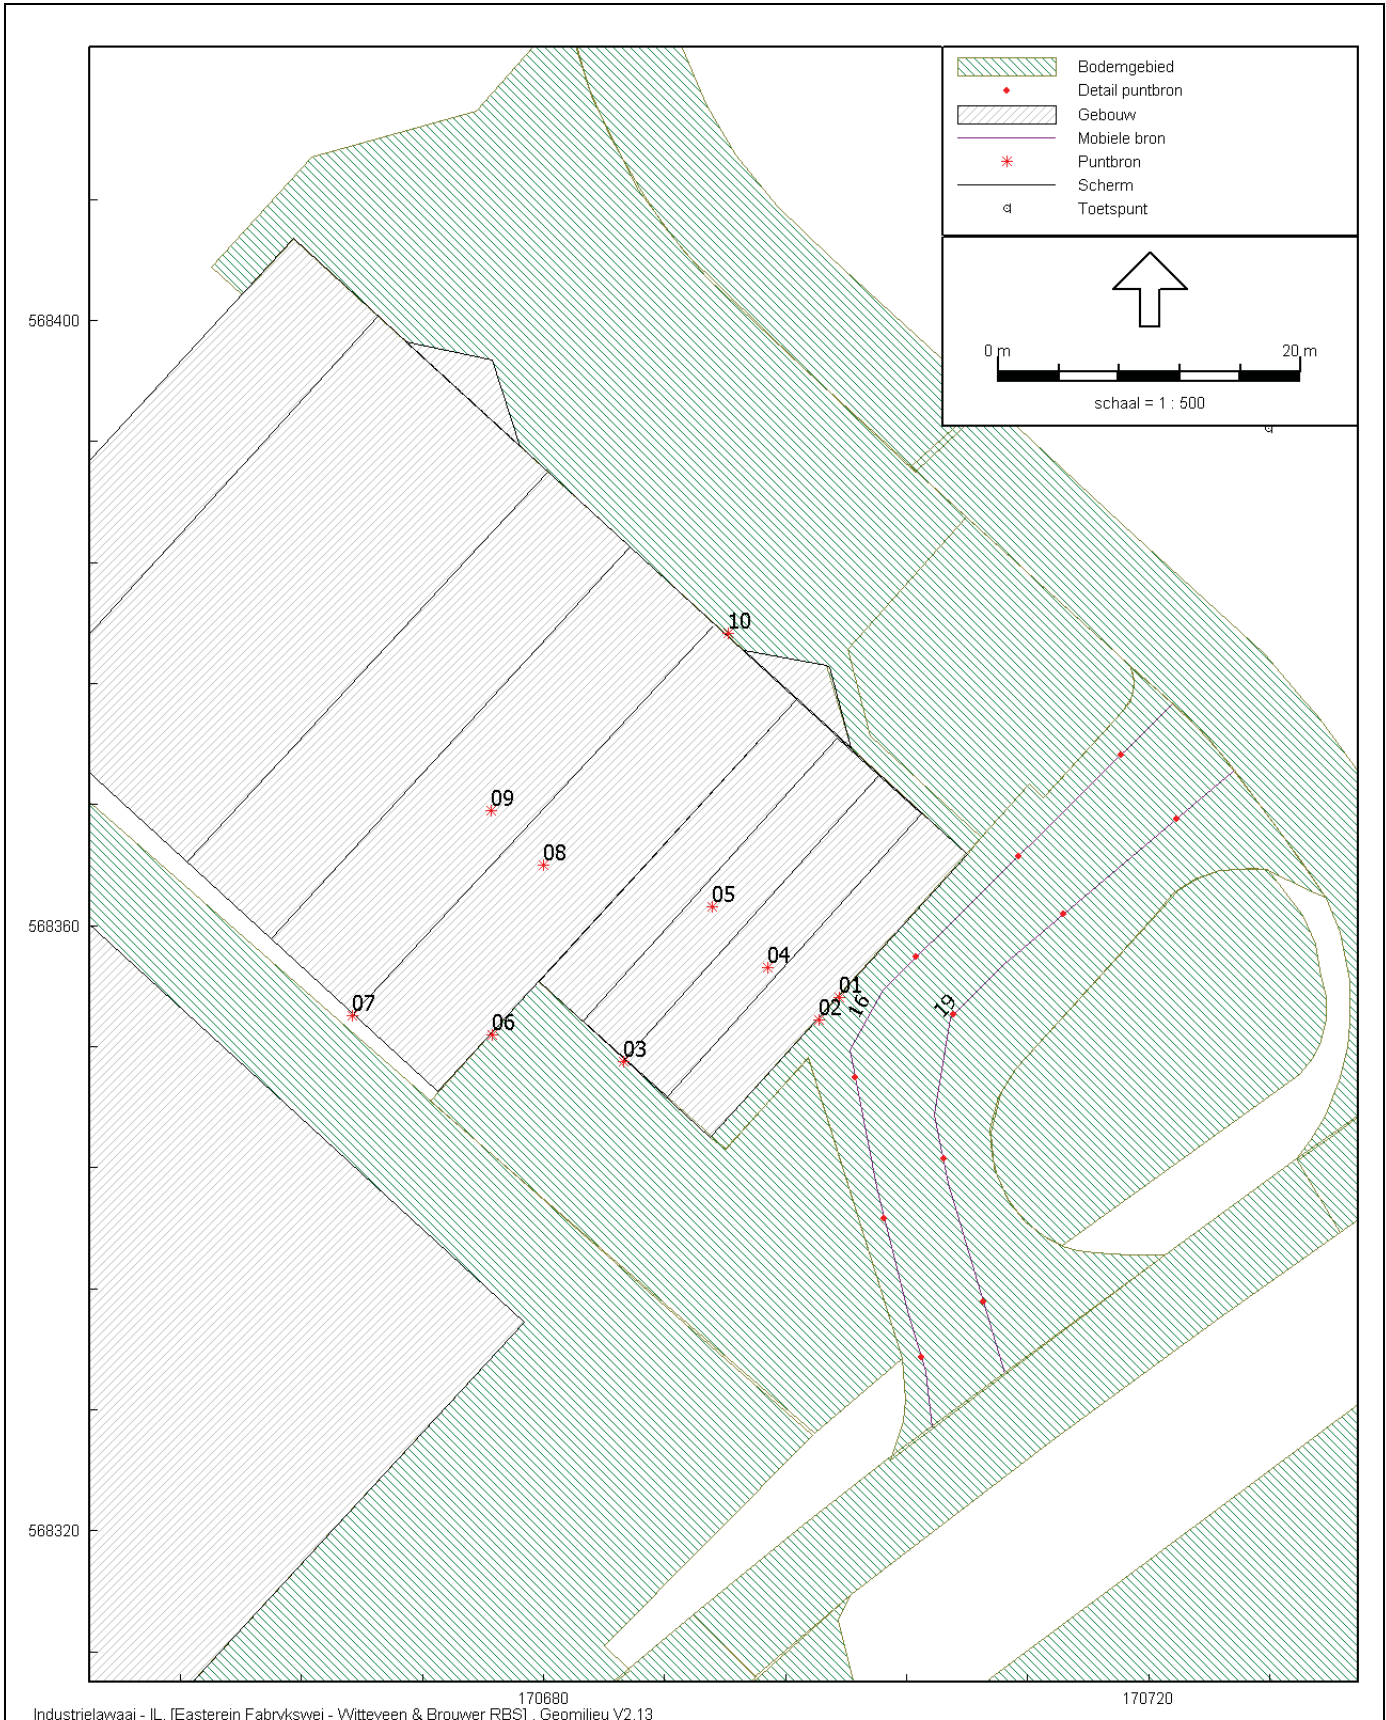 Bodemgebied
Detail puntbron
Gebouw
Mobiele bron
Puntbron
Scherm
Toetspunt
0 m 20 m
schaal = 1 : 500
568400
10
09
08
05
04
01
02
16
19
07
06
03
568360
568320
170680 170720
Industrielawaai - IL, [Easterein Fabrykswei - Witteveen & Brouwer RBS] , Geomilieu V2.13